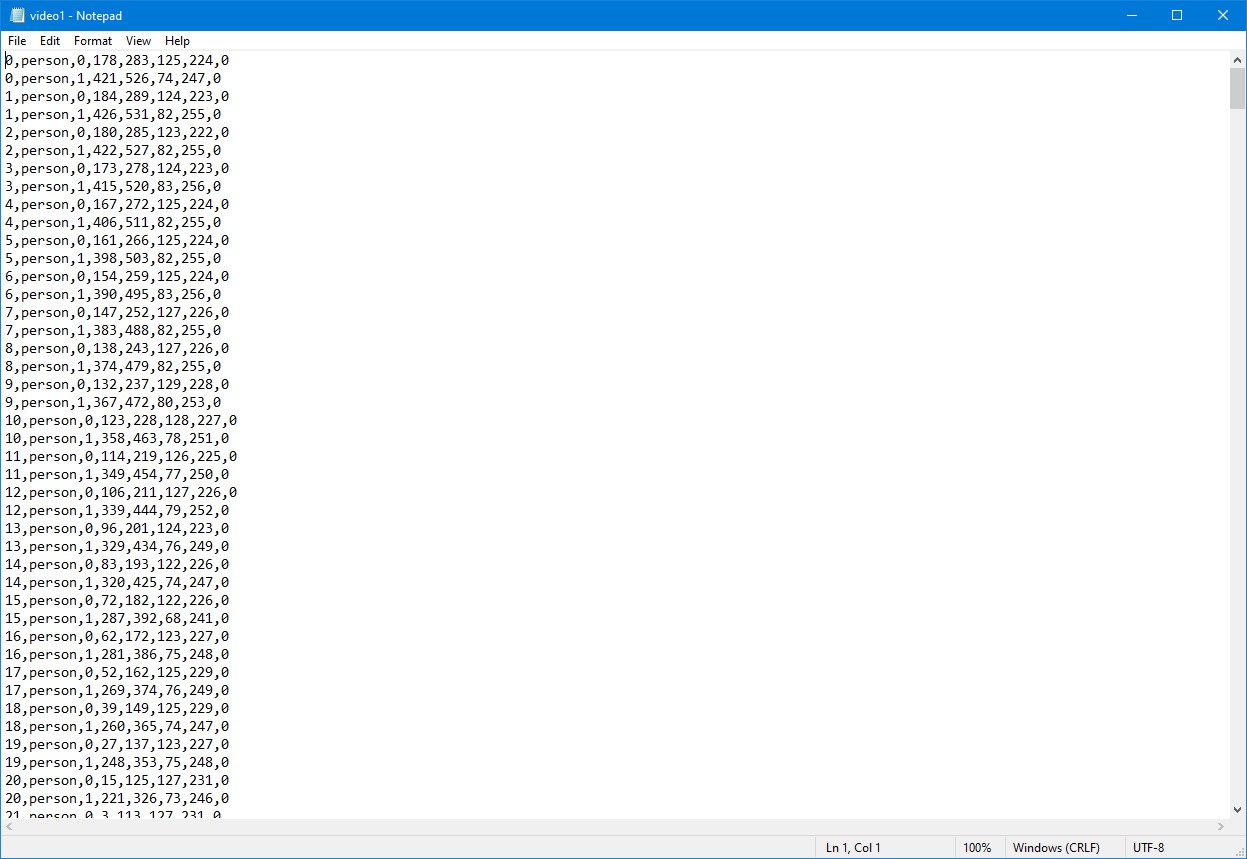 video1 - Notepad
File Edit Format View Help
0,person,0,178,283,125,224,0
0,person,1,421,526,74,247,0
1,person,0,184,289,124,223,0
1,person,1,426,531,82,255,0
2,person,0,180,285,123,222,0
2,person,1,422,527,82,255,0
3,person,0,173,278,124,223,0
3,person,1,415,520,83,256,0
4,person,0,167,272,125,224,0
4,person,1,406,511,82,255,0
5,person,0,161,266,125,224,0
5,person,1,398,503,82,255,0
6,person,0,154,259,125,224,0
6,person,1,390,495,83,256,0
7,person,0,147,252,127,226,0
7,person,1,383,488,82,255,0
8,person,0,138,243,127,226,0
8,person,1,374,479,82,255,0
9,person,0,132,237,129,228,0
9,person,1,367,472,80,253,0
10,person,0,123,228,128,227,0
10,person,1,358,463,78,251,0
11,person,0,114,219,126,225,0
11,person,1,349,454,77,250,0
12,person,0,106,211,127,226,0
12,person,1,339,444,79,252,0
13,person,0,96,201,124,223,0
13,person,1,329,434,76,249,0
14,person,0,83,193,122,226,0
14,person,1,320,425,74,247,0
15,person,0,72,182,122,226,0
15,person,1,287,392,68,241,0
16,person,0,62,172,123,227,0
16,person,1,281,386,75,248,0
17,person,0,52,162,125,229,0
17,person,1,269,374,76,249,0
18,person,0,39,149,125,229,0
18,person,1,260,365,74,247,0
19,person,0,27,137,123,227,0
19,person,1,248,353,75,248,0
20,person,0,15,125,127,231,0
20,person,1,221,326,73,246,0
21,person,0,3,113,127,231,0
Ln 1, Col 1 100% Windows (CRLF) UTF-8